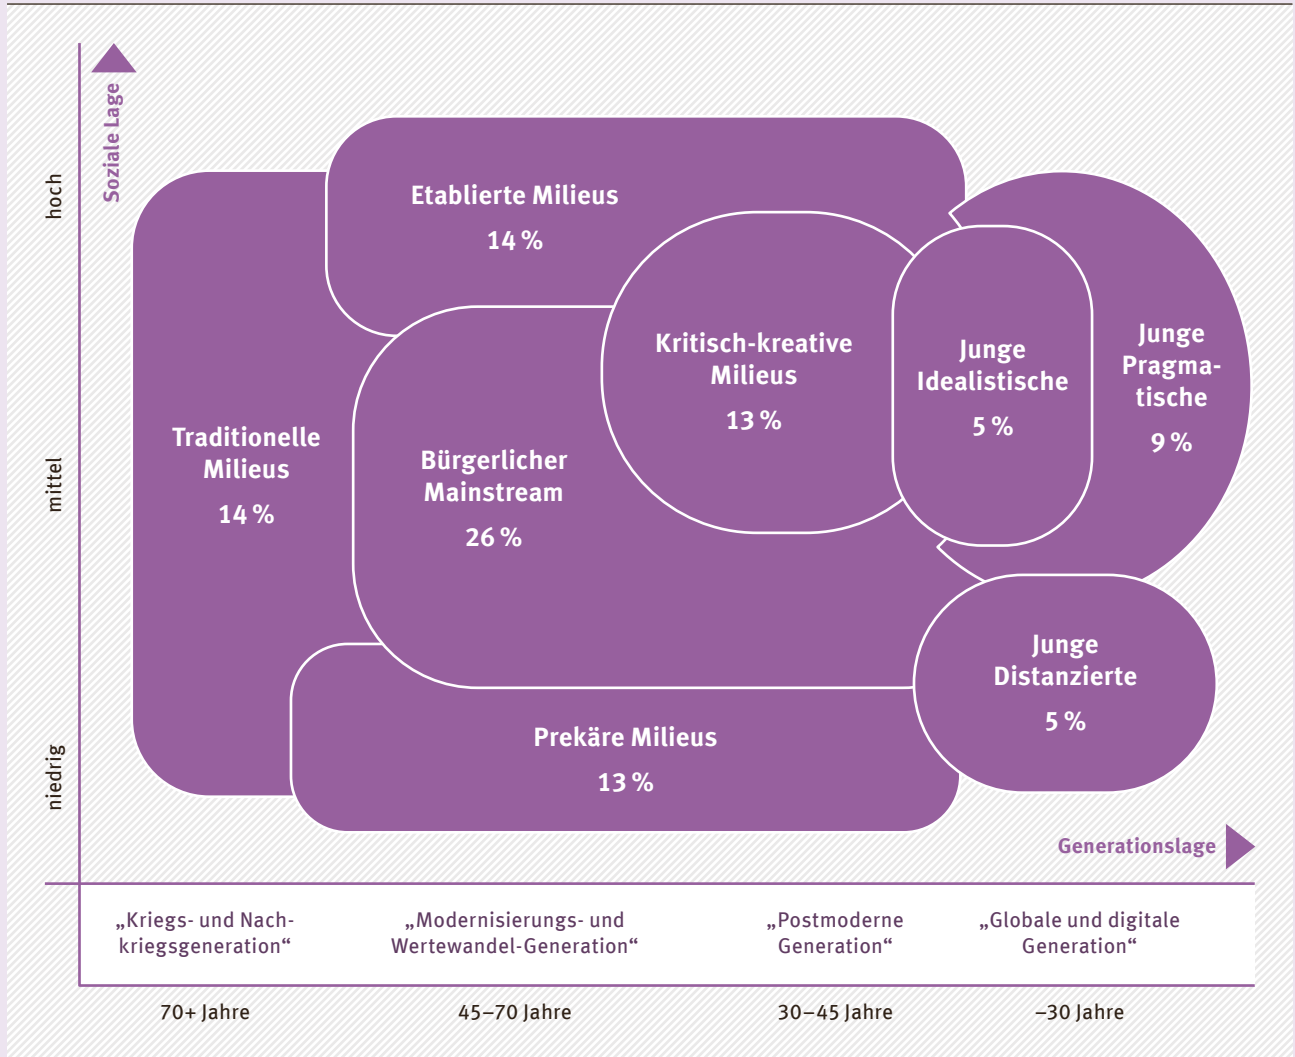 Soziale Lage
hoch
mittel
niedrig
Etablierte Milieus
14 %
Traditionelle
Milieus
14 %
Bürgerlicher
Mainstream
26 %
Kritisch-kreative
Milieus
13 %
Junge
Idealistische
5 %
Junge
Pragma-
tische
9 %
Junge
Distanzierte
5 %
Prekäre Milieus
13 %
Generationslage
„Kriegs- und Nach-
kriegsgeneration“
„Modernisierungs- und
Wertewandel-Generation“
„Postmoderne
Generation“
„Globale und digitale
Generation“
70+ Jahre
45–70 Jahre
30–45 Jahre
–30 Jahre